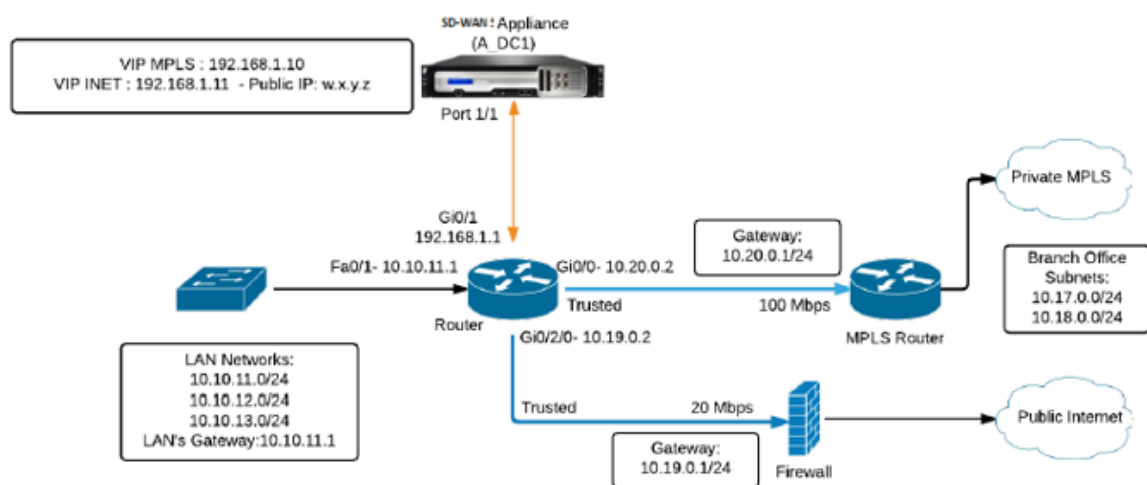 SD-WAN Appliance
(A_DC1)
VIP MPLS : 192.168.1.10
VIP INET : 192.168.1.11 - Public IP: w.x.y.z
Port 1/1
Private MPLS
Gi0/1
192.168.1.1
Gateway:
10.20.0.1/24
Fa0/1- 10.10.11.1
Gi0/0- 10.20.0.2
Branch Office
Subnets:
10.17.0.0/24
10.18.0.0/24
Trusted
100 Mbps
Router
MPLS Router
Gi0/2/0- 10.19.0.2
LAN Networks:
10.10.11.0/24
10.10.12.0/24
10.10.13.0/24
LAN's Gateway:10.10.11.1
Trusted
20 Mbps
Public Internet
Gateway:
10.19.0.1/24
Firewall